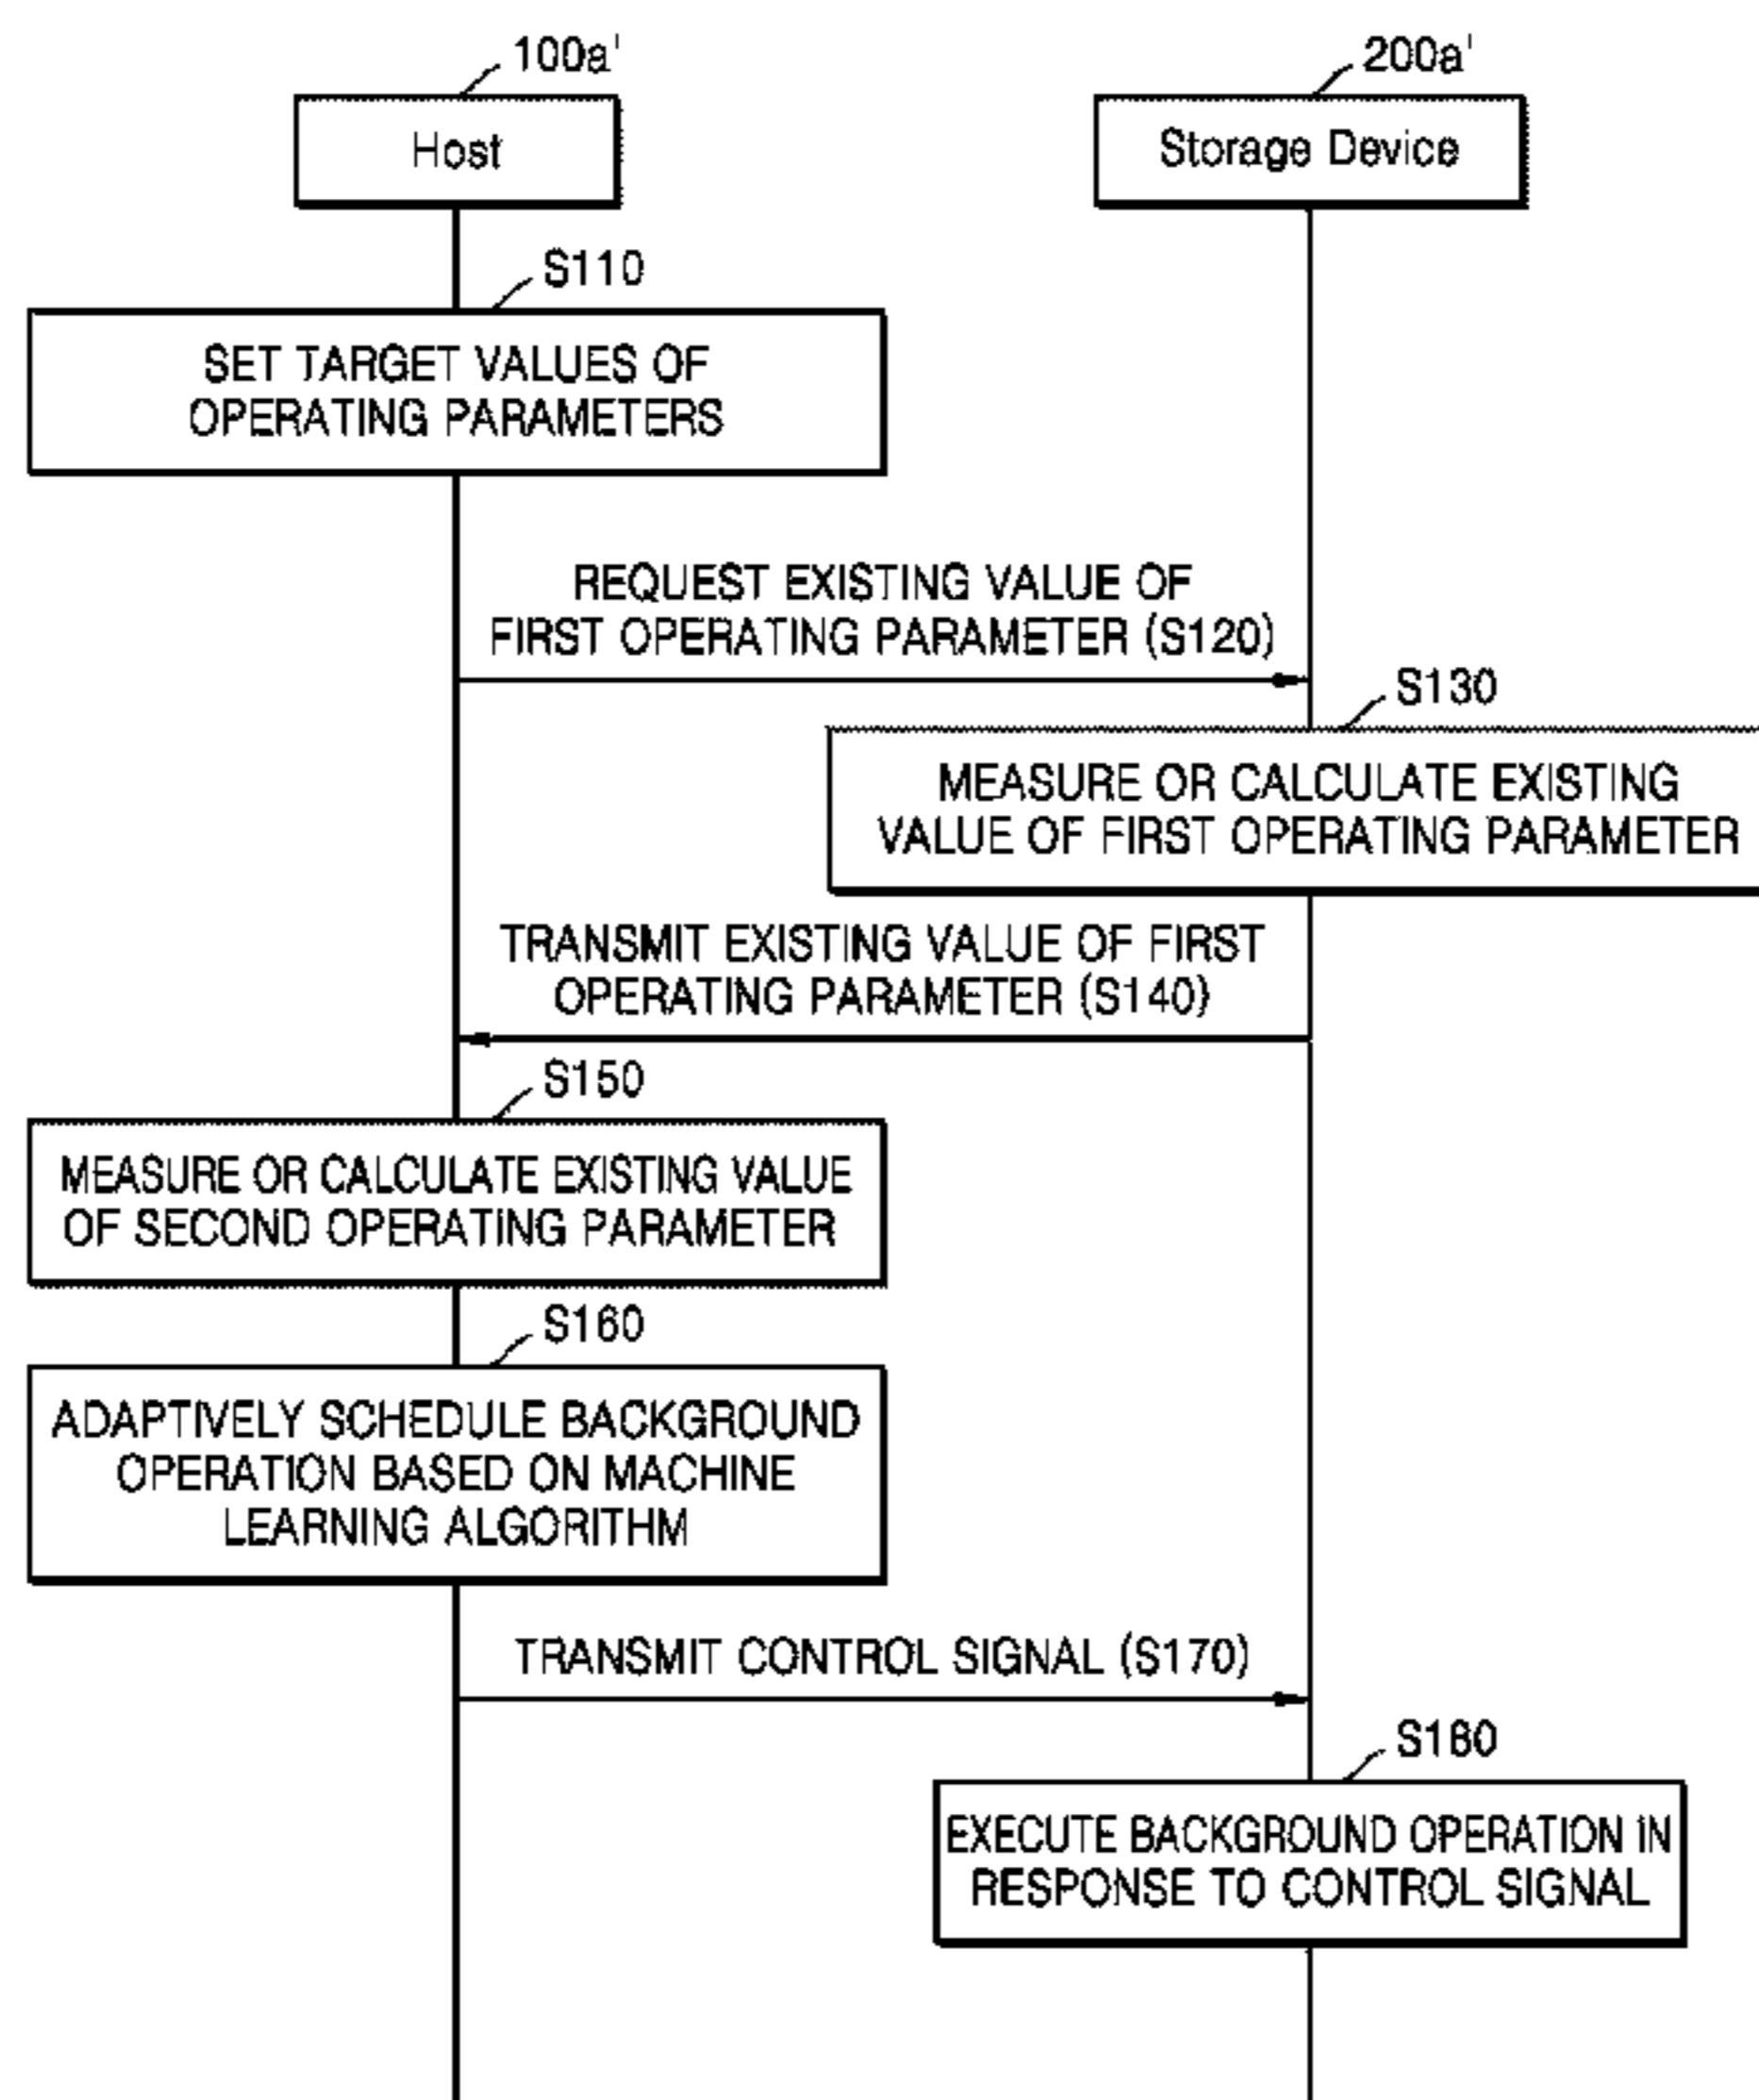 100a'
200a'
Host
Storage Device
S110
SET TARGET VALUES OF
OPERATING PARAMETERS
REQUEST EXISTING VALUE OF
FIRST OPERATING PARAMETER (S120)
S130
MEASURE OR CALCULATE EXISTING
VALUE OF FIRST OPERATING PARAMETER
TRANSMIT EXISTING VALUE OF FIRST
OPERATING PARAMETER (S140)
S150
MEASURE OR CALCULATE EXISTING VALUE
OF SECOND OPERATING PARAMETER
S160
ADAPTIVELY SCHEDULE BACKGROUND
OPERATION BASED ON MACHINE
LEARNING ALGORITHM
TRANSMIT CONTROL SIGNAL (S170)
S180
EXECUTE BACKGROUND OPERATION IN
RESPONSE TO CONTROL SIGNAL